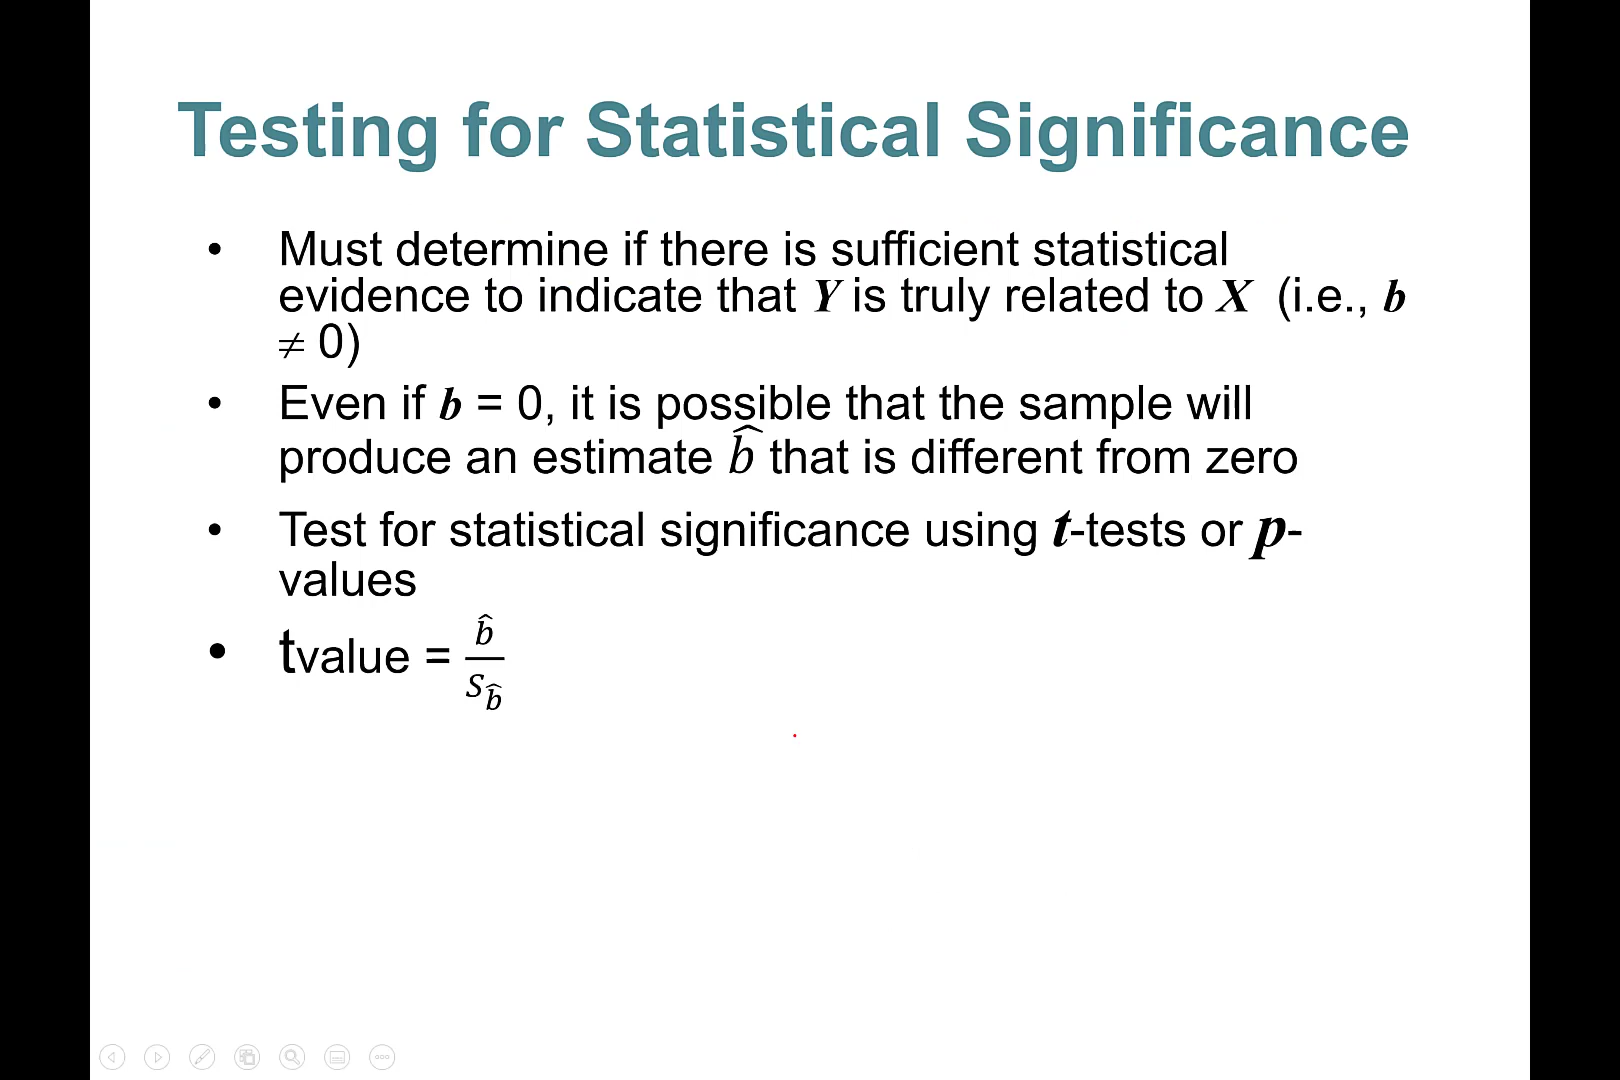 Testing for Statistical Significance
• Must determine if there is sufficient statistical
evidence to indicate that Y is truly related to X (i.e., b
≠ 0)
• Even if b = 0, it is possible that the sample will
produce an estimate b̂ that is different from zero
• Test for statistical significance using t-tests or p-
values
• tvalue = b̂ / S_b̂